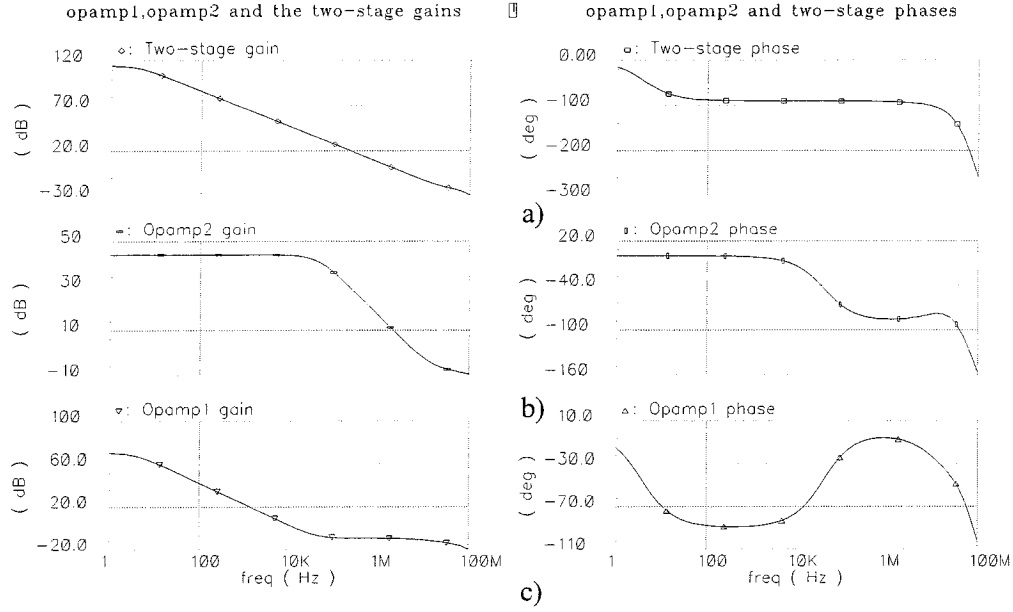 opamp1,opamp2 and the two-stage gains
opamp1,opamp2 and two-stage phases
◇: Two-stage gain
120
70.0
20.0
-30.0
( dB )
□: Two-stage phase
0.00
-100
-200
-300
( deg )
a)
Opamp2 gain
50
30
10
-10
( dB )
Opamp2 phase
20.0
-40.0
-100
-160
( deg )
b)
▽: Opamp1 gain
100
60.0
20.0
-20.0
( dB )
1 100 10K 1M 100M
freq ( Hz )
△: Opamp1 phase
10.0
-30.0
-70.0
-110
( deg )
1 100 10K 1M 100M
freq ( Hz )
c)